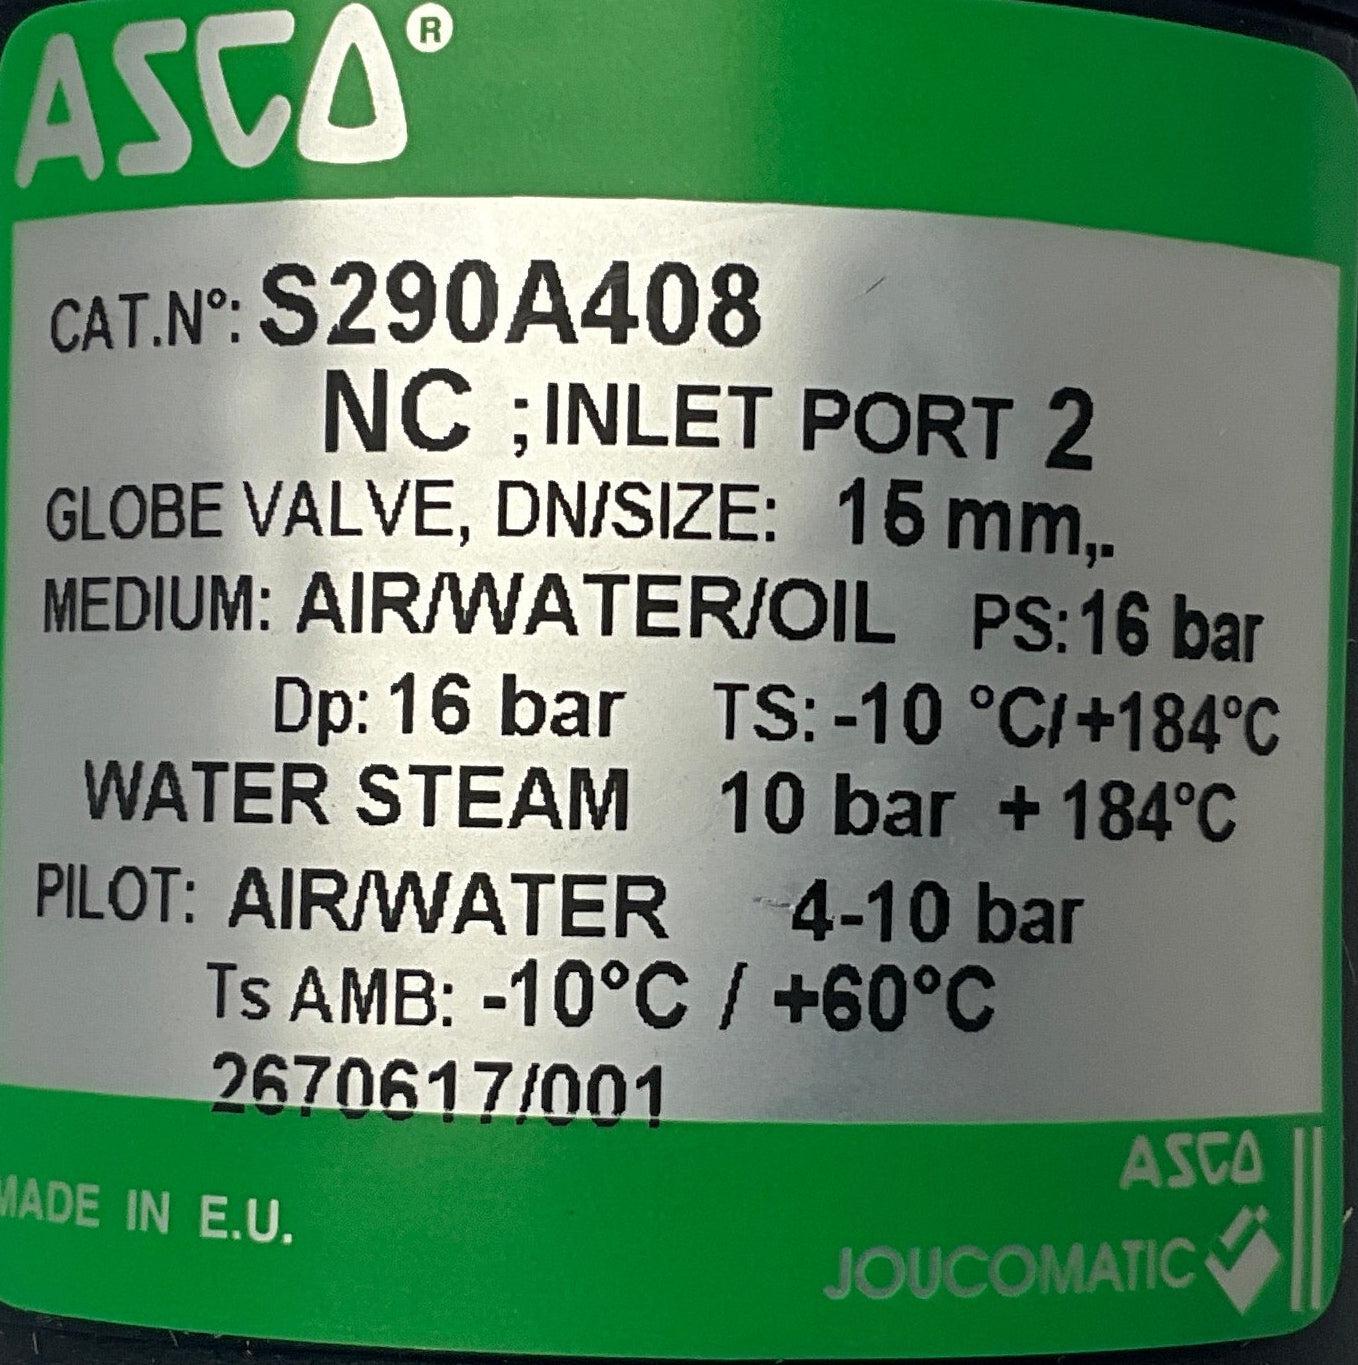 ASCO®
CAT.N°: S290A408
NC ;INLET PORT 2
GLOBE VALVE, DN/SIZE: 15 mm,.
MEDIUM: AIR/WATER/OIL PS:16 bar
Dp: 16 bar TS: -10 °C/+184°C
WATER STEAM 10 bar + 184°C
PILOT: AIR/WATER 4-10 bar
Ts AMB: -10°C / +60°C
2670617/001
MADE IN E.U.
ASCO
JOUCOMATIC